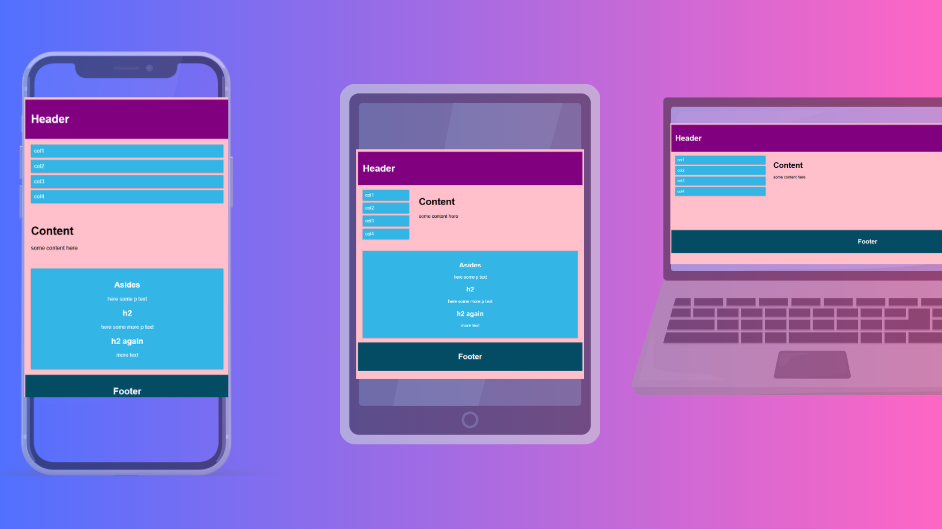 Header
col1
col2
col3
col4
Content
some content here
Asides
here some p text
h2
here some more p text
h2 again
more text
Footer
Header
col1
col2
col3
col4
Content
some content here
Asides
here some p text
h2
here some more p text
h2 again
more text
Footer
Header
col1
col2
col3
col4
Content
some content here
Footer